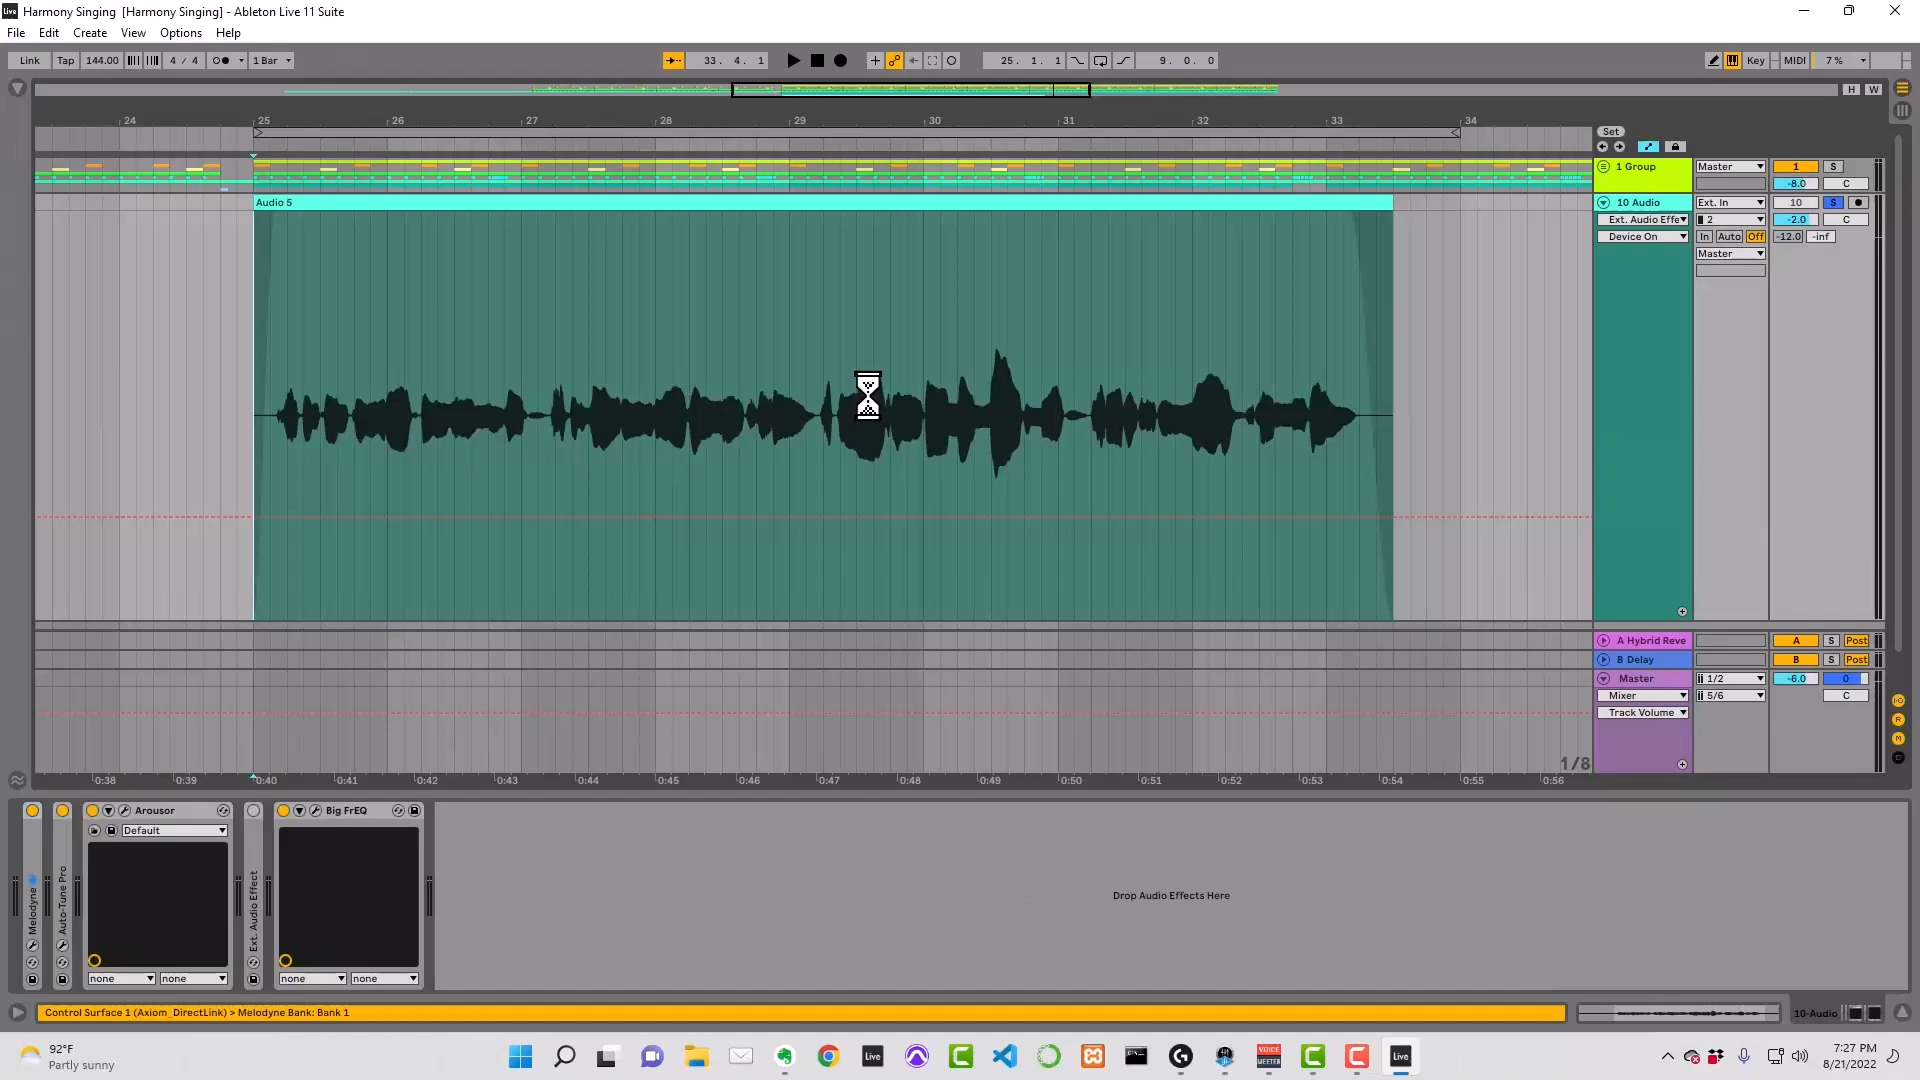 Harmony Singing  [Harmony Singing] - Ableton Live 11 Suite
File Edit Create View Options Help
Link Tap 144.00 4 / 4 1 Bar 33. 4. 1 25. 1. 1 9. 0. 0 Key MIDI 7 %
H W
24 25 26 27 28 29 30 31 32 33 34
Set
1 Group Master 1 S
-8.0 C
Audio 5
10 Audio Ext. In 10 S
Ext. Audio Effe 2 -2.0 C
Device On In Auto Off -12.0 -inf
Master
A Hybrid Reve A S Post
B Delay B S Post
Master 1/2 -6.0 0
Mixer 5/6 C
Track Volume
1/8
0:38 0:39 0:40 0:41 0:42 0:43 0:44 0:45 0:46 0:47 0:48 0:49 0:50 0:51 0:52 0:53 0:54 0:55 0:56
Melodyne
Auto-Tune Pro
Arousor
Default
none none
Ext. Audio Effect
Big FrEQ
none none
Drop Audio Effects Here
Control Surface 1 (Axiom_DirectLink) > Melodyne Bank: Bank 1
10-Audio
92°F
Partly sunny
Live
VOICE
MEETER
Live
7:27 PM
8/21/2022